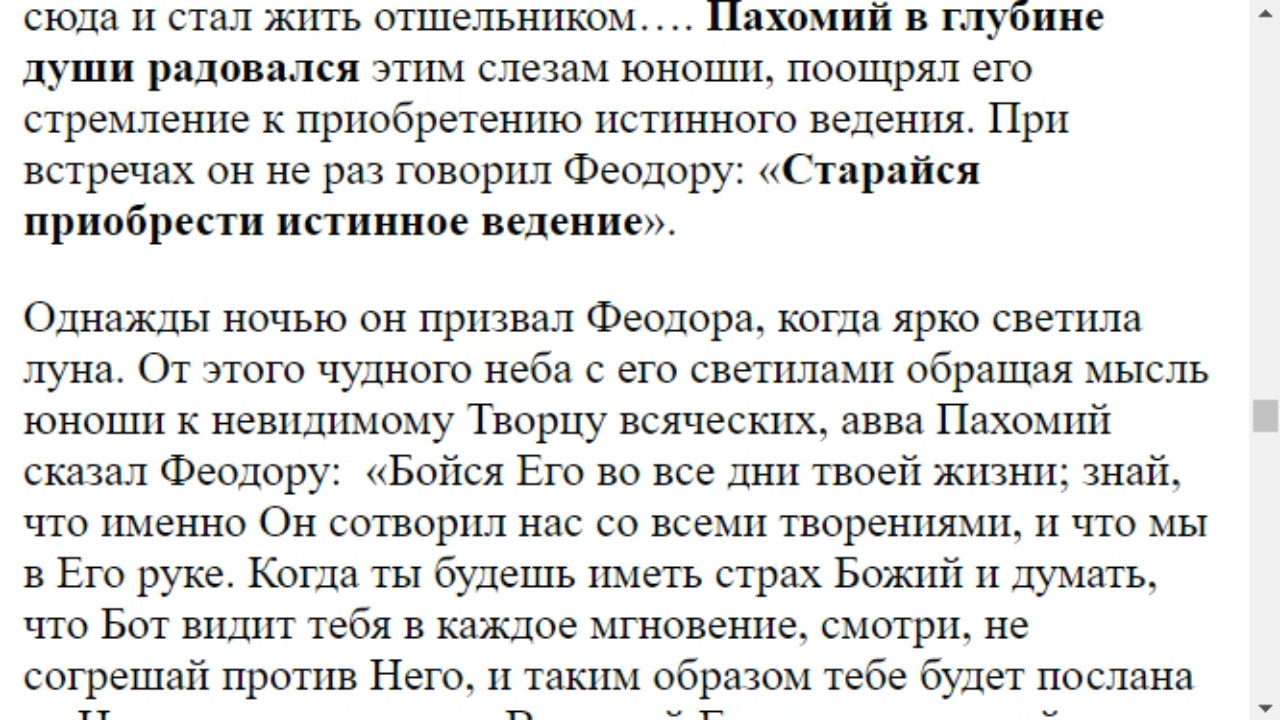 сюда и стал жить отшельником…. Пахомий в глубине
души радовался этим слезам юноши, поощрял его
стремление к приобретению истинного ведения. При
встречах он не раз говорил Феодору: «Старайся
приобрести истинное ведение».
Однажды ночью он призвал Феодора, когда ярко светила
луна. От этого чудного неба с его светилами обращая мысль
юноши к невидимому Творцу всяческих, авва Пахомий
сказал Феодору:  «Бойся Его во все дни твоей жизни; знай,
что именно Он сотворил нас со всеми творениями, и что мы
в Его руке. Когда ты будешь иметь страх Божий и думать,
что Бот видит тебя в каждое мгновение, смотри, не
согрешай против Него, и таким образом тебе будет послана